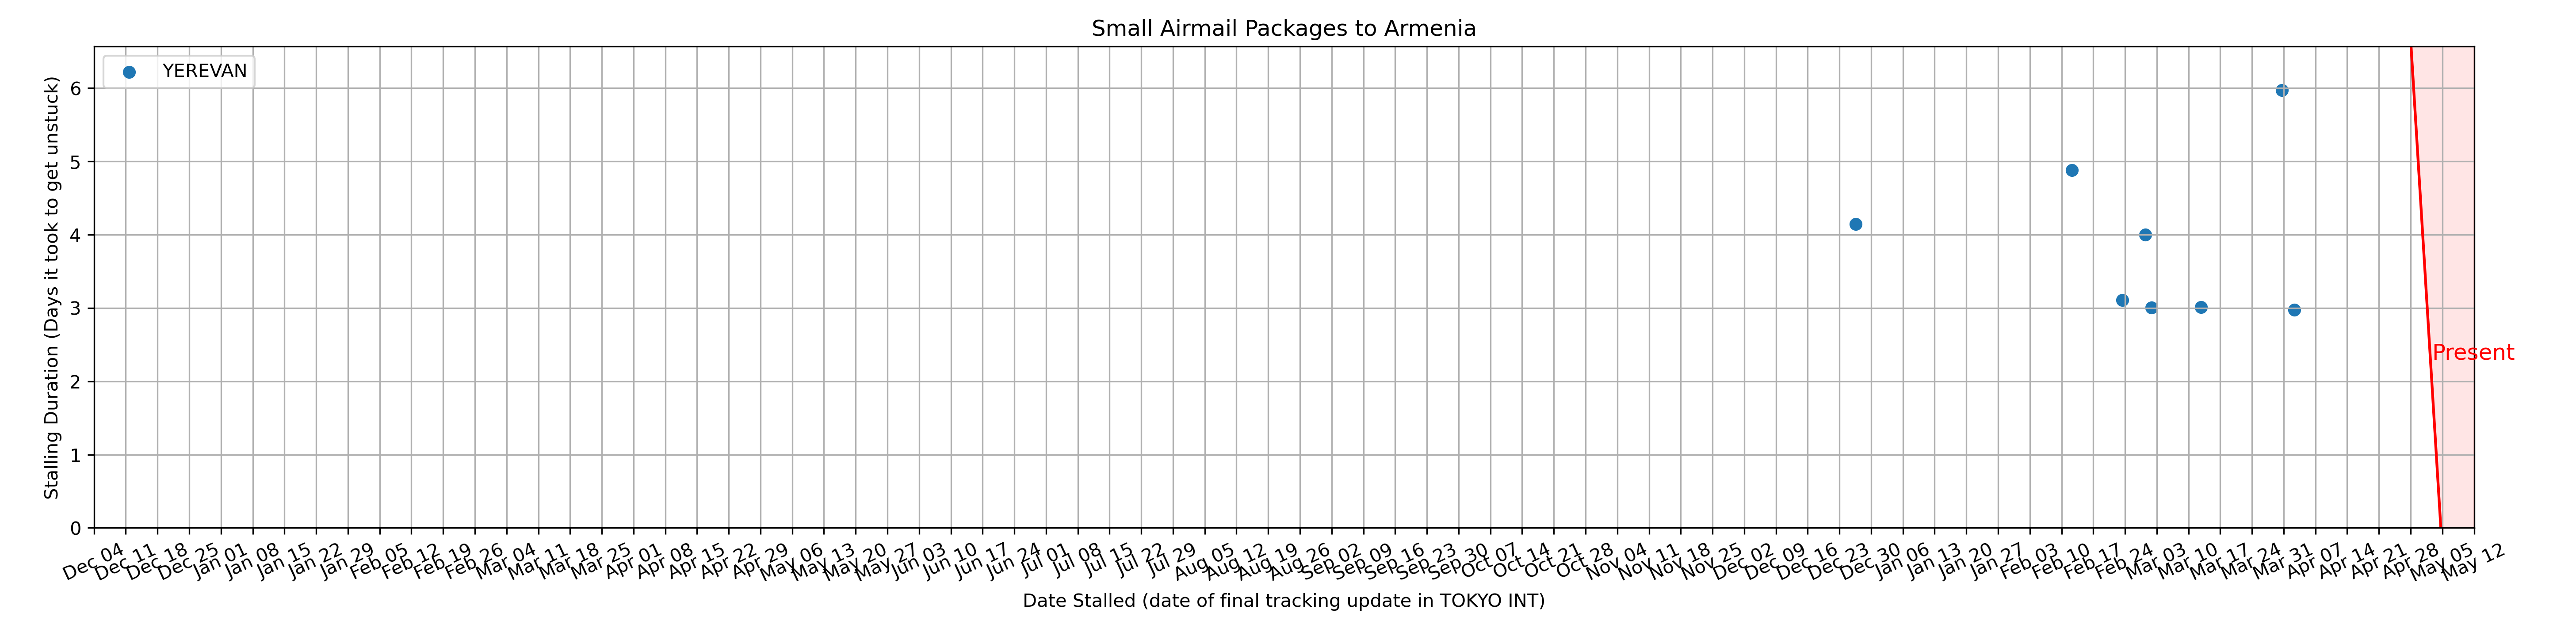 Small Airmail Packages to Armenia
YEREVAN
Stalling Duration (Days it took to get unstuck)
6
5
4
3
2
1
0
Present
Dec 04
Dec 11
Dec 18
Dec 25
Jan 01
Jan 08
Jan 15
Jan 22
Jan 29
Feb 05
Feb 12
Feb 19
Feb 26
Mar 04
Mar 11
Mar 18
Mar 25
Apr 01
Apr 08
Apr 15
Apr 22
Apr 29
May 06
May 13
May 20
May 27
Jun 03
Jun 10
Jun 17
Jun 24
Jul 01
Jul 08
Jul 15
Jul 22
Jul 29
Aug 05
Aug 12
Aug 19
Aug 26
Sep 02
Sep 09
Sep 16
Sep 23
Sep 30
Oct 07
Oct 14
Oct 21
Oct 28
Nov 04
Nov 11
Nov 18
Nov 25
Dec 02
Dec 09
Dec 16
Dec 23
Dec 30
Jan 06
Jan 13
Jan 20
Jan 27
Feb 03
Feb 10
Feb 17
Feb 24
Mar 03
Mar 10
Mar 17
Mar 24
Mar 31
Apr 07
Apr 14
Apr 21
Apr 28
May 05
May 12
Date Stalled (date of final tracking update in TOKYO INT)